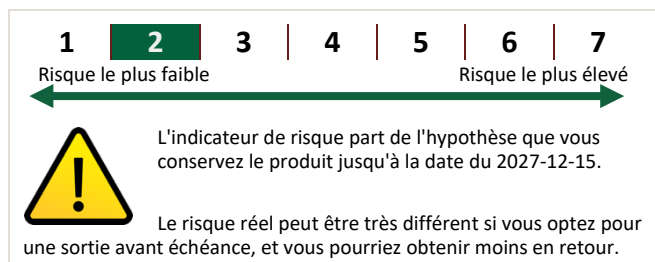 1 2 3 4 5 6 7
Risque le plus faible Risque le plus élevé
L'indicateur de risque part de l'hypothèse que vous
conservez le produit jusqu'à la date du 2027-12-15.
Le risque réel peut être très différent si vous optez pour
une sortie avant échéance, et vous pourriez obtenir moins en retour.